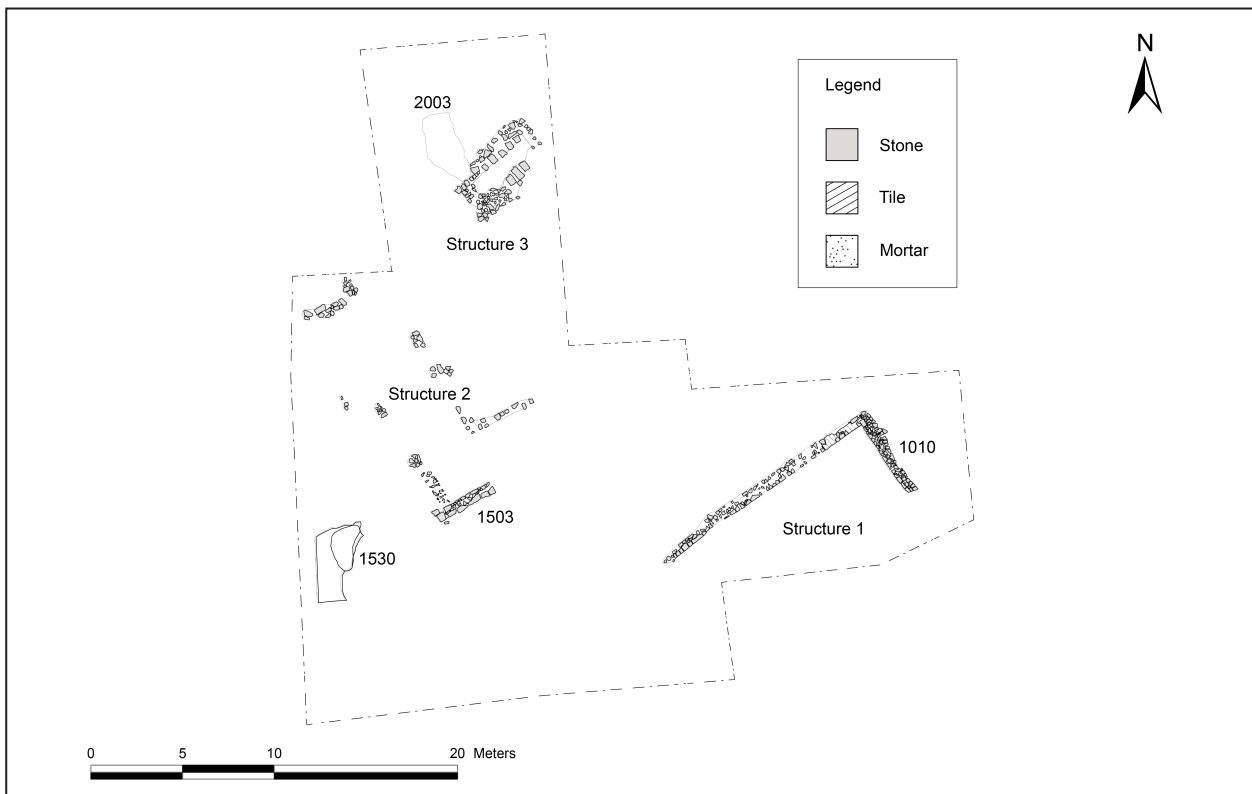 N
Legend
Stone
Tile
Mortar
2003
Structure 3
Structure 2
1010
1503
Structure 1
1530
0 5 10 20 Meters